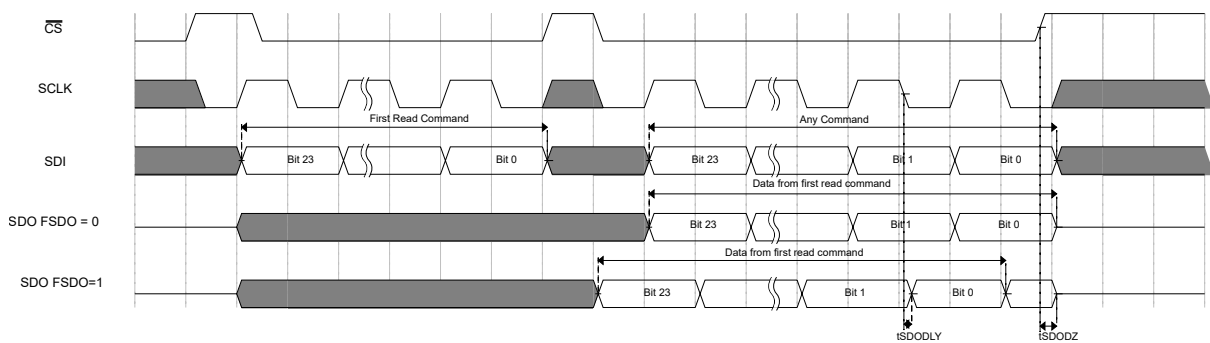 CS
SCLK
First Read Command
Any Command
SDI
Bit 23
Bit 0
Bit 23
Bit 1
Bit 0
Data from first read command
SDO FSDO = 0
Bit 23
Bit 1
Bit 0
Data from first read command
SDO FSDO=1
Bit 23
Bit 1
Bit 0
tSDODLY
tSDODZ